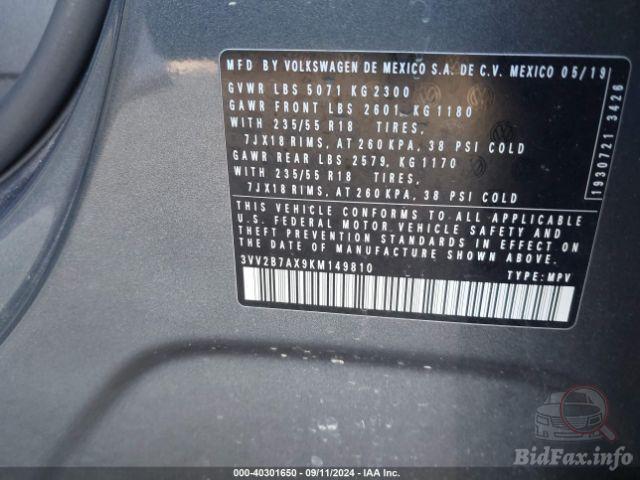 MFD BY VOLKSWAGEN DE MEXICO S.A. DE C.V. MEXICO 05/19
GVWR LBS 5071 KG 2300
GAWR FRONT LBS 2601, KG 1180
WITH 235/55 R18 TIRES,
7JX18 RIMS, AT 260 KPA, 38 PSI COLD
GAWR REAR LBS 2579, KG 1170
WITH 235/55 R18 TIRES,
7JX18 RIMS, AT 260 KPA, 38 PSI COLD
THIS VEHICLE CONFORMS TO ALL APPLICABLE
U.S. FEDERAL MOTOR VEHICLE SAFETY AND
THEFT PREVENTION STANDARDS IN EFFECT ON
THE DATE OF MANUFACTURE SHOWN ABOVE.
3VV2B7AX9KM149810
TYPE: MPV
1930721 3426
BidFax.info
000-40301650 - 09/11/2024 - IAA Inc.